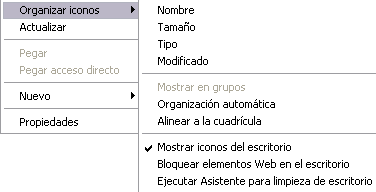 Organizar iconos
Actualizar
Pegar
Pegar acceso directo
Nuevo
Propiedades
Nombre
Tamaño
Tipo
Modificado
Mostrar en grupos
Organización automática
Alinear a la cuadrícula
Mostrar iconos del escritorio
Bloquear elementos Web en el escritorio
Ejecutar Asistente para limpieza de escritorio